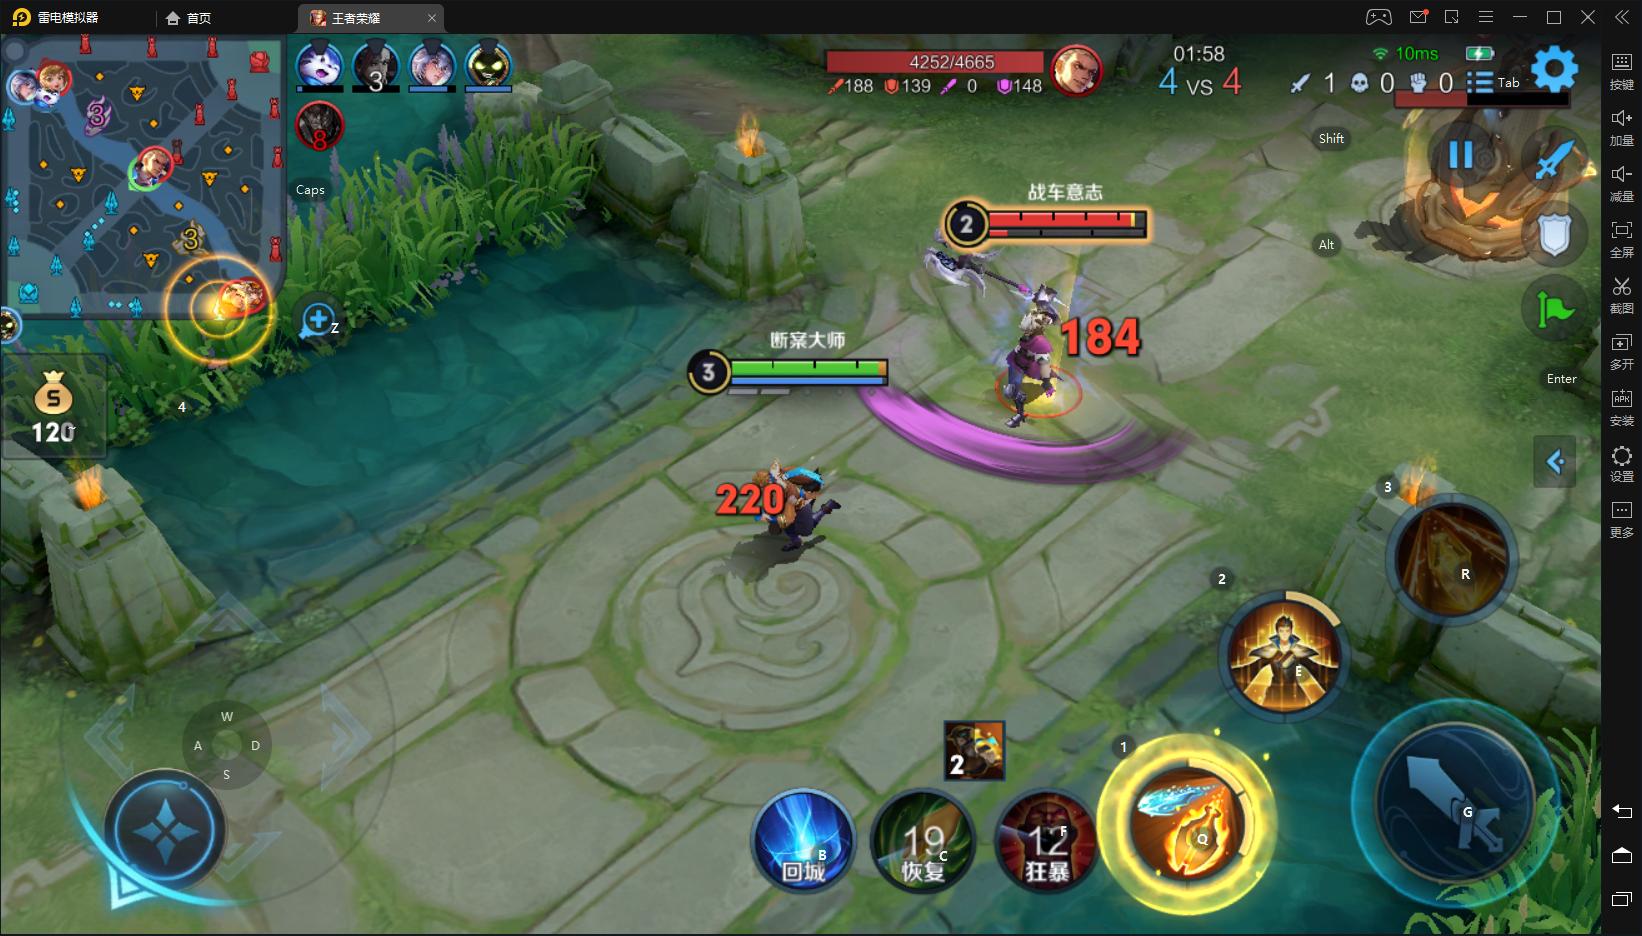 雷电模拟器
首页
王者荣耀
3
8
3
3
Caps
4252/4665
188 139 0 148
01:58
4 VS 4
10ms
1 0 0
Tab
Shift
Alt
Enter
战车意志
2
184
断案大师
3
220
Z
S
120
4
W
A D
S
2
1
2
3
R
E
Q
G
B
回城
19
C
恢复
12
F
狂暴
按键
加量
减量
全屏
截图
多开
APK
安装
设置
更多